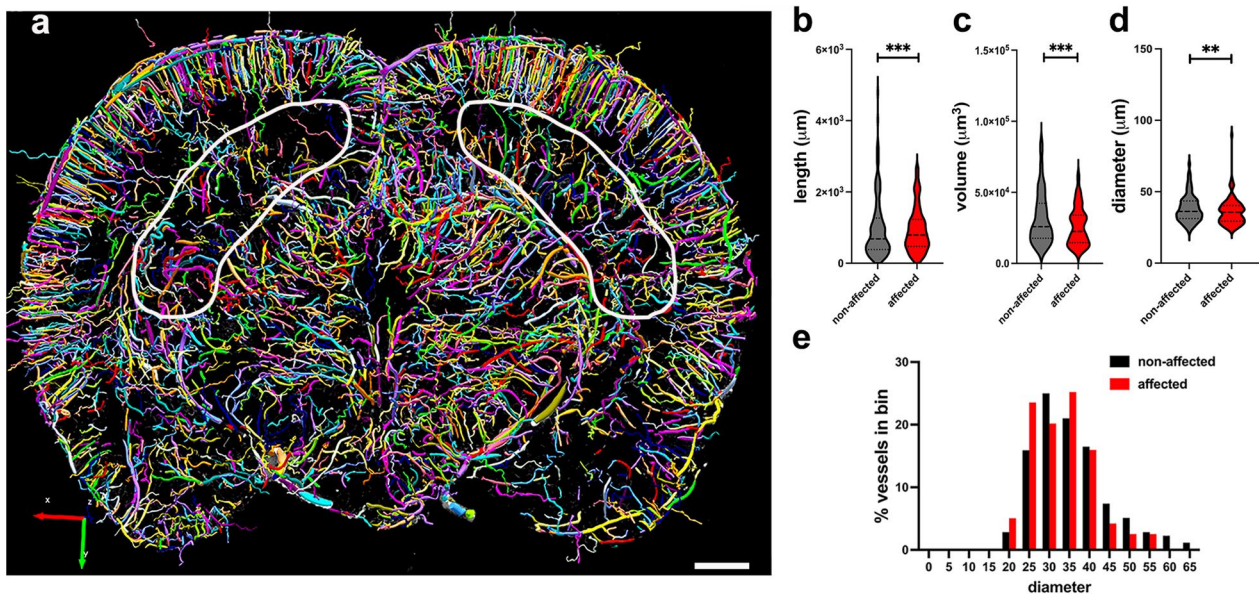 a
x
z
y
b
***
6×10³
4×10³
2×10³
0
length (μm)
non-affected
affected
c
***
1.5×10⁵
1.0×10⁵
5.0×10⁴
0.0
volume (μm³)
non-affected
affected
d
**
150
100
50
0
diameter (μm)
non-affected
affected
e
non-affected
affected
30
20
10
0
% vessels in bin
0 5 10 15 20 25 30 35 40 45 50 55 60 65
diameter